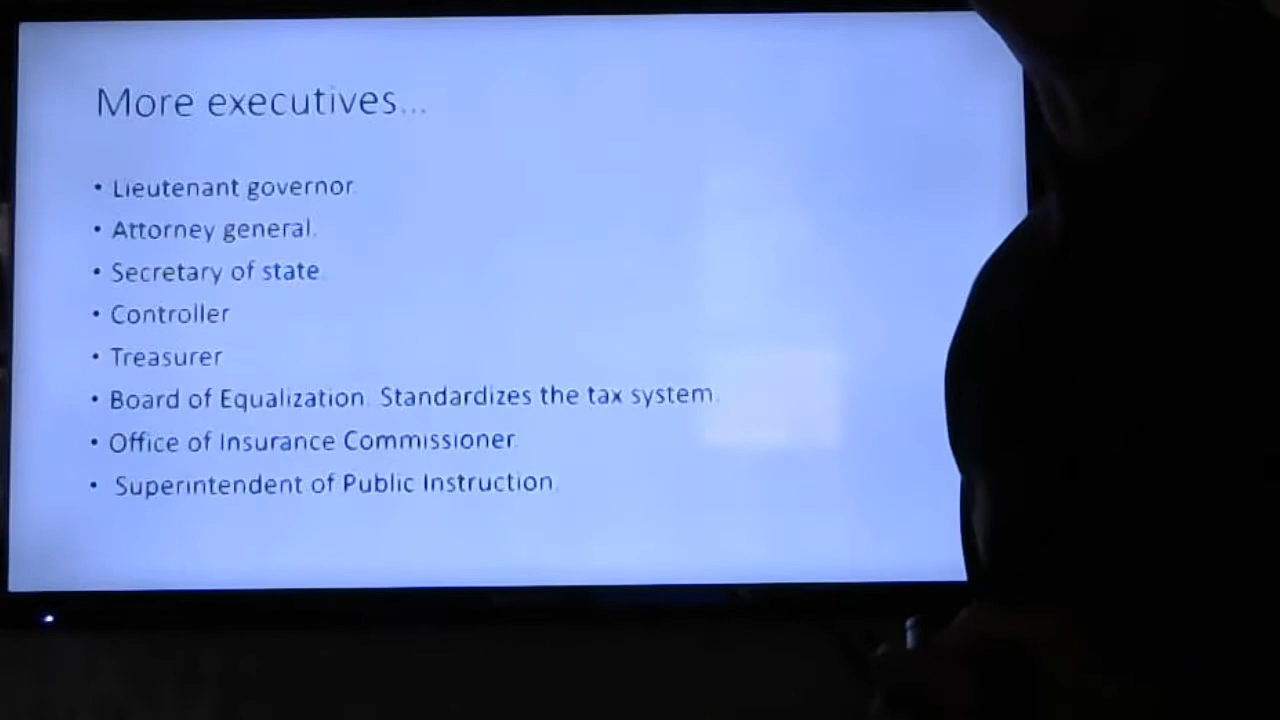 More executives...
• Lieutenant governor
• Attorney general.
• Secretary of state
• Controller
• Treasurer
• Board of Equalization. Standardizes the tax system.
• Office of Insurance Commissioner.
• Superintendent of Public Instruction.